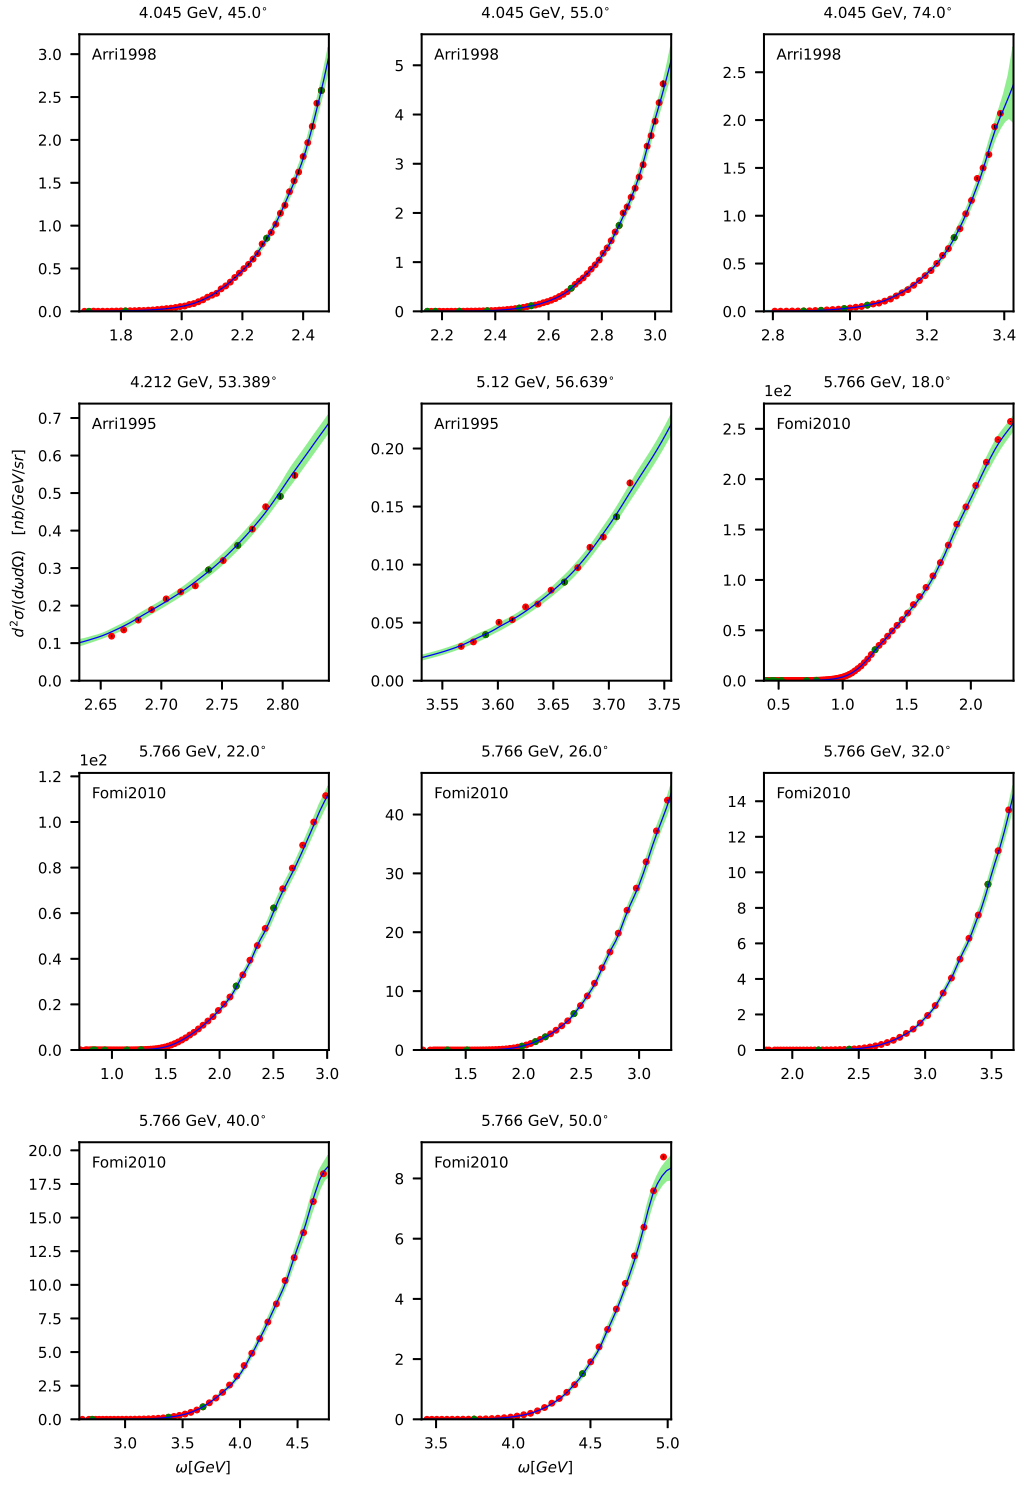 4.045 GeV, 45.0°
4.045 GeV, 55.0°
4.045 GeV, 74.0°
Arri1998
3.0
2.5
2.0
1.5
1.0
0.5
0.0
1.8 2.0 2.2 2.4
Arri1998
5
4
3
2
1
0
2.2 2.4 2.6 2.8 3.0
Arri1998
2.5
2.0
1.5
1.0
0.5
0.0
2.8 3.0 3.2 3.4
4.212 GeV, 53.389°
5.12 GeV, 56.639°
1e2 5.766 GeV, 18.0°
d²σ/(dωdΩ) [nb/GeV/sr]
Arri1995
0.7
0.6
0.5
0.4
0.3
0.2
0.1
0.0
2.65 2.70 2.75 2.80
Arri1995
0.20
0.15
0.10
0.05
0.00
3.55 3.60 3.65 3.70 3.75
Fomi2010
2.5
2.0
1.5
1.0
0.5
0.0
0.5 1.0 1.5 2.0
1e2 5.766 GeV, 22.0°
5.766 GeV, 26.0°
5.766 GeV, 32.0°
Fomi2010
1.2
1.0
0.8
0.6
0.4
0.2
0.0
1.0 1.5 2.0 2.5 3.0
Fomi2010
40
30
20
10
0
1.5 2.0 2.5 3.0
Fomi2010
14
12
10
8
6
4
2
0
2.0 2.5 3.0 3.5
5.766 GeV, 40.0°
5.766 GeV, 50.0°
Fomi2010
20.0
17.5
15.0
12.5
10.0
7.5
5.0
2.5
0.0
3.0 3.5 4.0 4.5
ω[GeV]
Fomi2010
8
6
4
2
0
3.5 4.0 4.5 5.0
ω[GeV]